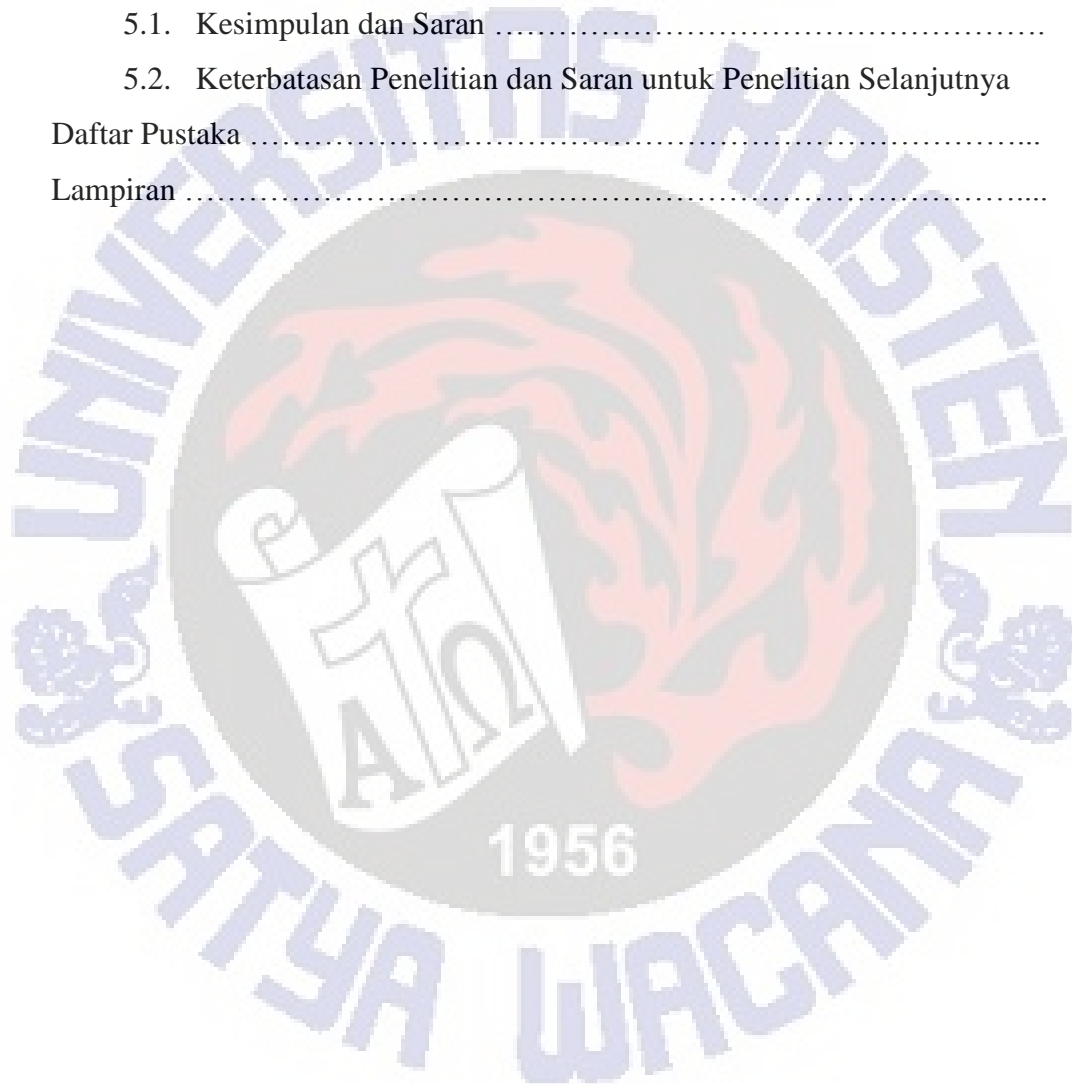 5.1. Kesimpulan dan Saran ……………………………………………
5.2. Keterbatasan Penelitian dan Saran untuk Penelitian Selanjutnya
Daftar Pustaka ………………………………………………………………...
Lampiran ……………………………………………………………………....
UNIVERSITAS KRISTEN
Α Ω
1956
SATYA WACANA